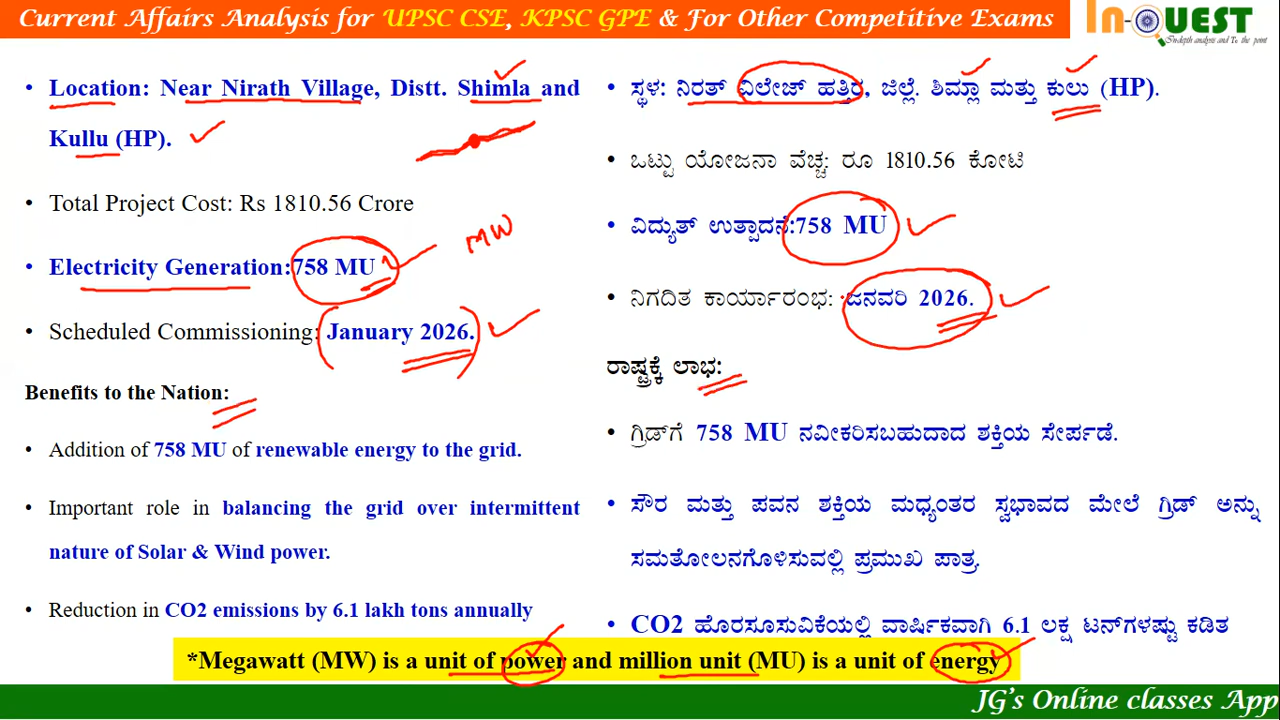 Current Affairs Analysis for UPSC CSE, KPSC GPE & For Other Competitive Exams
In-QUEST
In-depth analysis and To the point
• Location: Near Nirath Village, Distt. Shimla and
Kullu (HP).
• Total Project Cost: Rs 1810.56 Crore
• Electricity Generation:758 MU
MW
• Scheduled Commissioning: January 2026.
Benefits to the Nation:
• Addition of 758 MU of renewable energy to the grid.
• Important role in balancing the grid over intermittent
nature of Solar & Wind power.
• Reduction in CO2 emissions by 6.1 lakh tons annually
• ಸ್ಥಳ: ನಿರತ್ ವಿಲೇಜ್ ಹತ್ತಿರ, ಜಿಲ್ಲೆ. ಶಿಮ್ಲಾ ಮತ್ತು ಕುಲು (HP).
• ಒಟ್ಟು ಯೋಜನಾ ವೆಚ್ಚ: ರೂ 1810.56 ಕೋಟಿ
• ವಿದ್ಯುತ್ ಉತ್ಪಾದನೆ:758 MU
• ನಿಗದಿತ ಕಾರ್ಯಾರಂಭ: ಜನವರಿ 2026.
ರಾಷ್ಟ್ರಕ್ಕೆ ಲಾಭ:
• ಗ್ರಿಡ್‌ಗೆ 758 MU ನವೀಕರಿಸಬಹುದಾದ ಶಕ್ತಿಯ ಸೇರ್ಪಡೆ.
• ಸೌರ ಮತ್ತು ಪವನ ಶಕ್ತಿಯ ಮಧ್ಯಂತರ ಸ್ವಭಾವದ ಮೇಲೆ ಗ್ರಿಡ್ ಅನ್ನು
ಸಮತೋಲನಗೊಳಿಸುವಲ್ಲಿ ಪ್ರಮುಖ ಪಾತ್ರ.
• CO2 ಹೊರಸೂಸುವಿಕೆಯಲ್ಲಿ ವಾರ್ಷಿಕವಾಗಿ 6.1 ಲಕ್ಷ ಟನ್‌ಗಳಷ್ಟು ಕಡಿತ
*Megawatt (MW) is a unit of power and million unit (MU) is a unit of energy
JG's Online classes App